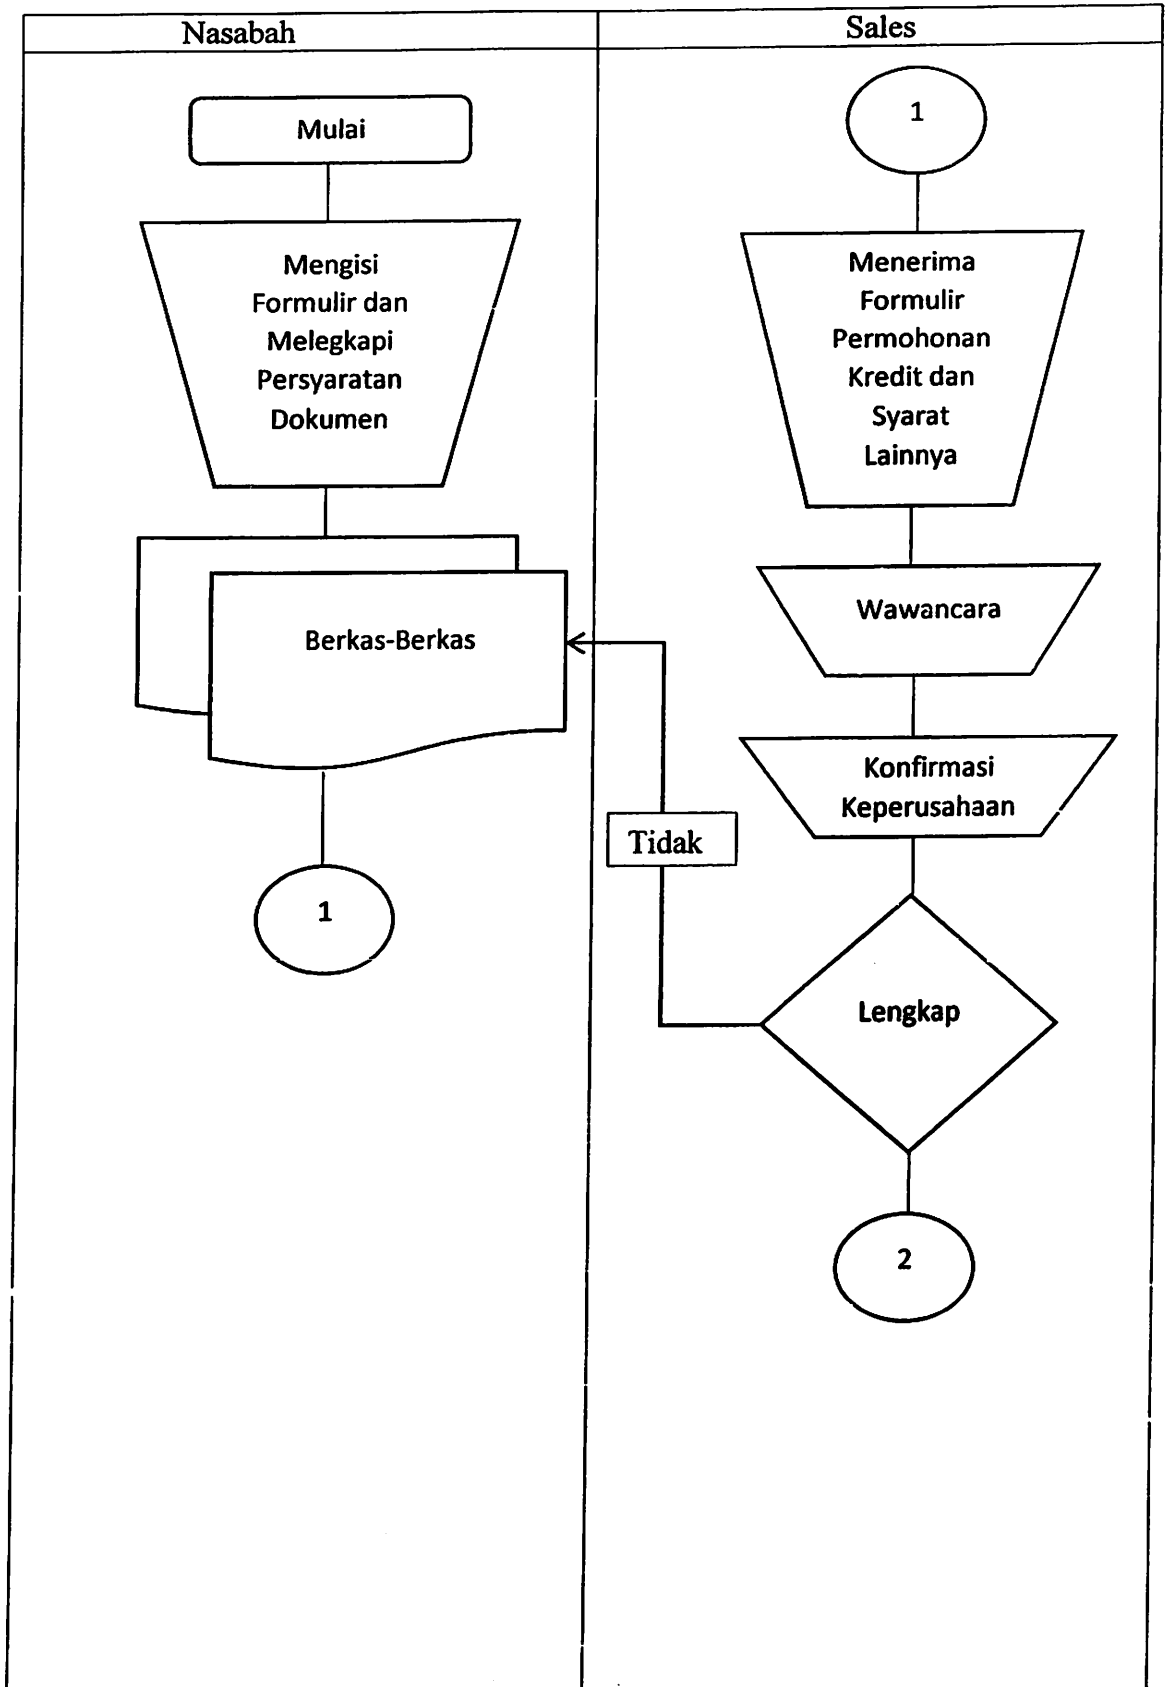 Nasabah
Sales
Mulai
Mengisi
Formulir dan
Melegkapi
Persyaratan
Dokumen
Berkas-Berkas
1
1
Menerima
Formulir
Permohonan
Kredit dan
Syarat
Lainnya
Wawancara
Konfirmasi
Keperusahaan
Tidak
Lengkap
2